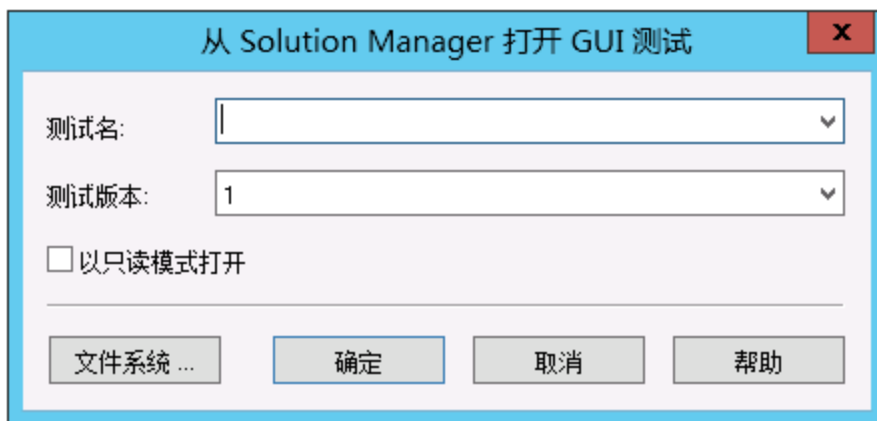 从 Solution Manager 打开 GUI 测试
x
测试名:
测试版本: 1
以只读模式打开
文件系统 ... 确定 取消 帮助